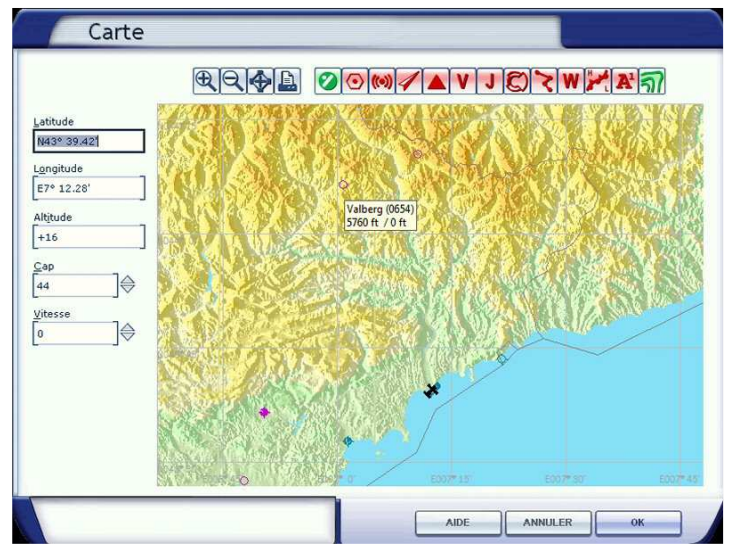 Carte
V J W H L A¹
Latitude
N43° 39.42'
Longitude
E7° 12.28'
Altitude
+16
Cap
44
Vitesse
0
Valberg (0654)
5760 ft / 0 ft
E007° 15'
E007° 30'
E007° 45'
AIDE
ANNULER
OK